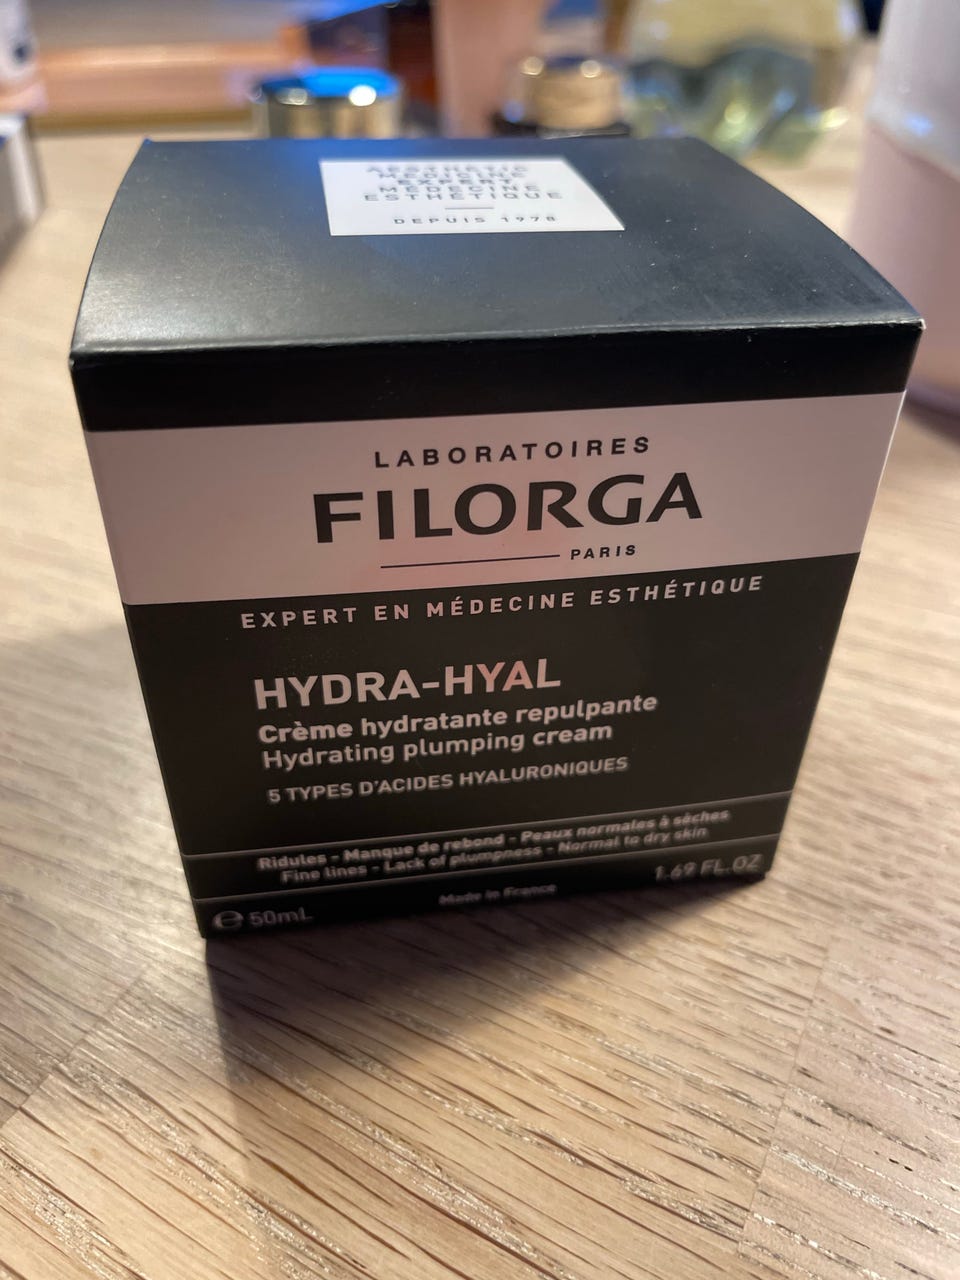 AESTHETIC
MEDICINE
EXPERT
MÉDECINE
ESTHÉTIQUE
DEPUIS 1978
LABORATOIRES
FILORGA
PARIS
EXPERT EN MÉDECINE ESTHÉTIQUE
HYDRA-HYAL
Crème hydratante repulpante
Hydrating plumping cream
5 TYPES D'ACIDES HYALURONIQUES
Ridules - Manque de rebond - Peaux normales à sèches
Fine lines - Lack of plumpness - Normal to dry skin
Made in France
℮ 50mL
1.69 FL.OZ